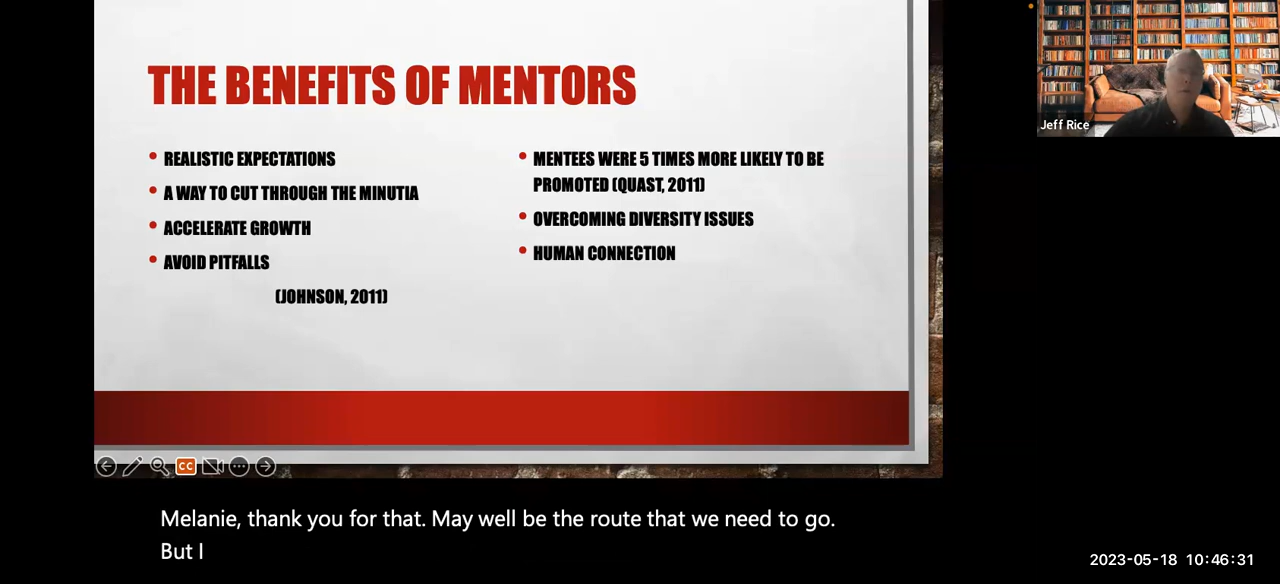 THE BENEFITS OF MENTORS
REALISTIC EXPECTATIONS
A WAY TO CUT THROUGH THE MINUTIA
ACCELERATE GROWTH
AVOID PITFALLS
(JOHNSON, 2011)
MENTEES WERE 5 TIMES MORE LIKELY TO BE
PROMOTED (QUAST, 2011)
OVERCOMING DIVERSITY ISSUES
HUMAN CONNECTION
Jeff Rice
CC
Melanie, thank you for that. May well be the route that we need to go.
But I
2023-05-18 10:46:31